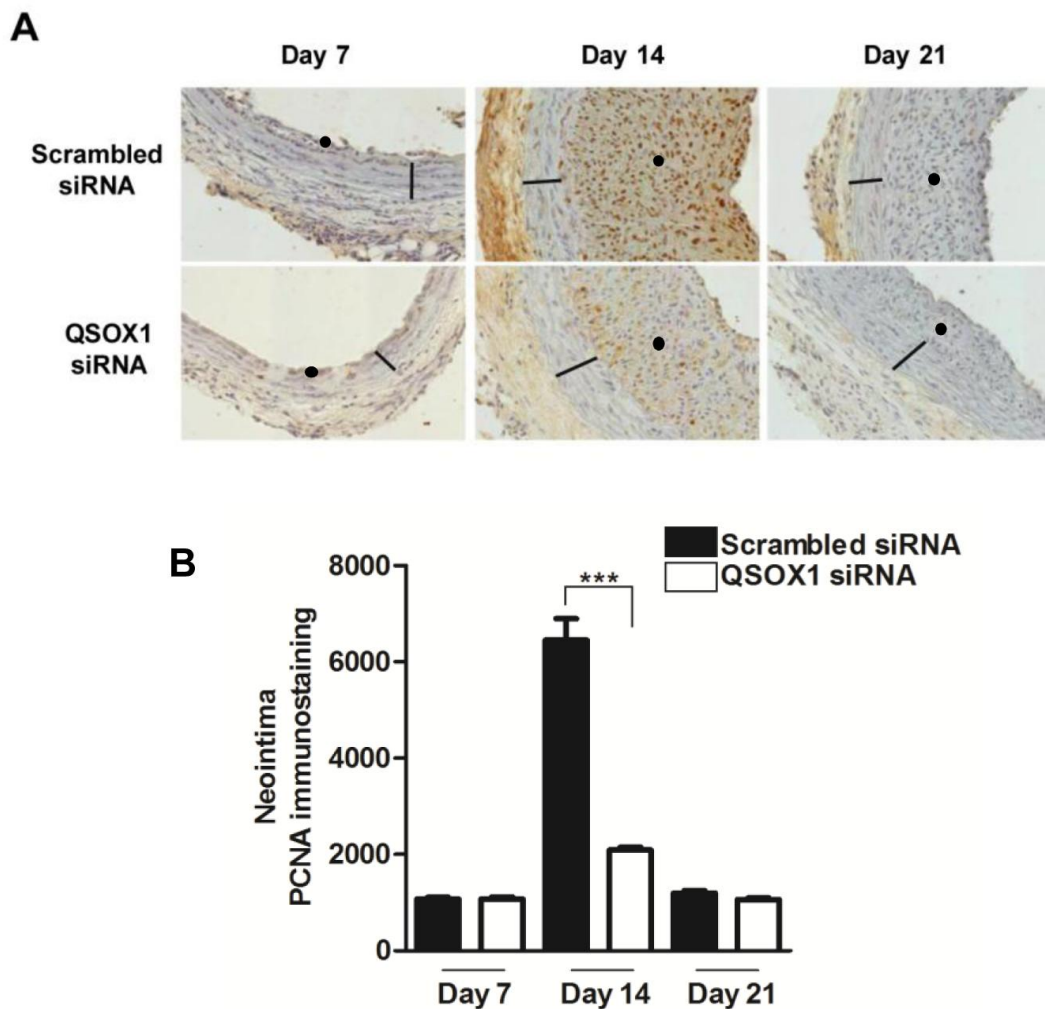 A
Day 7
Day 14
Day 21
Scrambled
siRNA
QSOX1
siRNA
B
Scrambled siRNA
QSOX1 siRNA
***
8000
6000
4000
2000
0
Neointima
PCNA immunostaining
Day 7
Day 14
Day 21